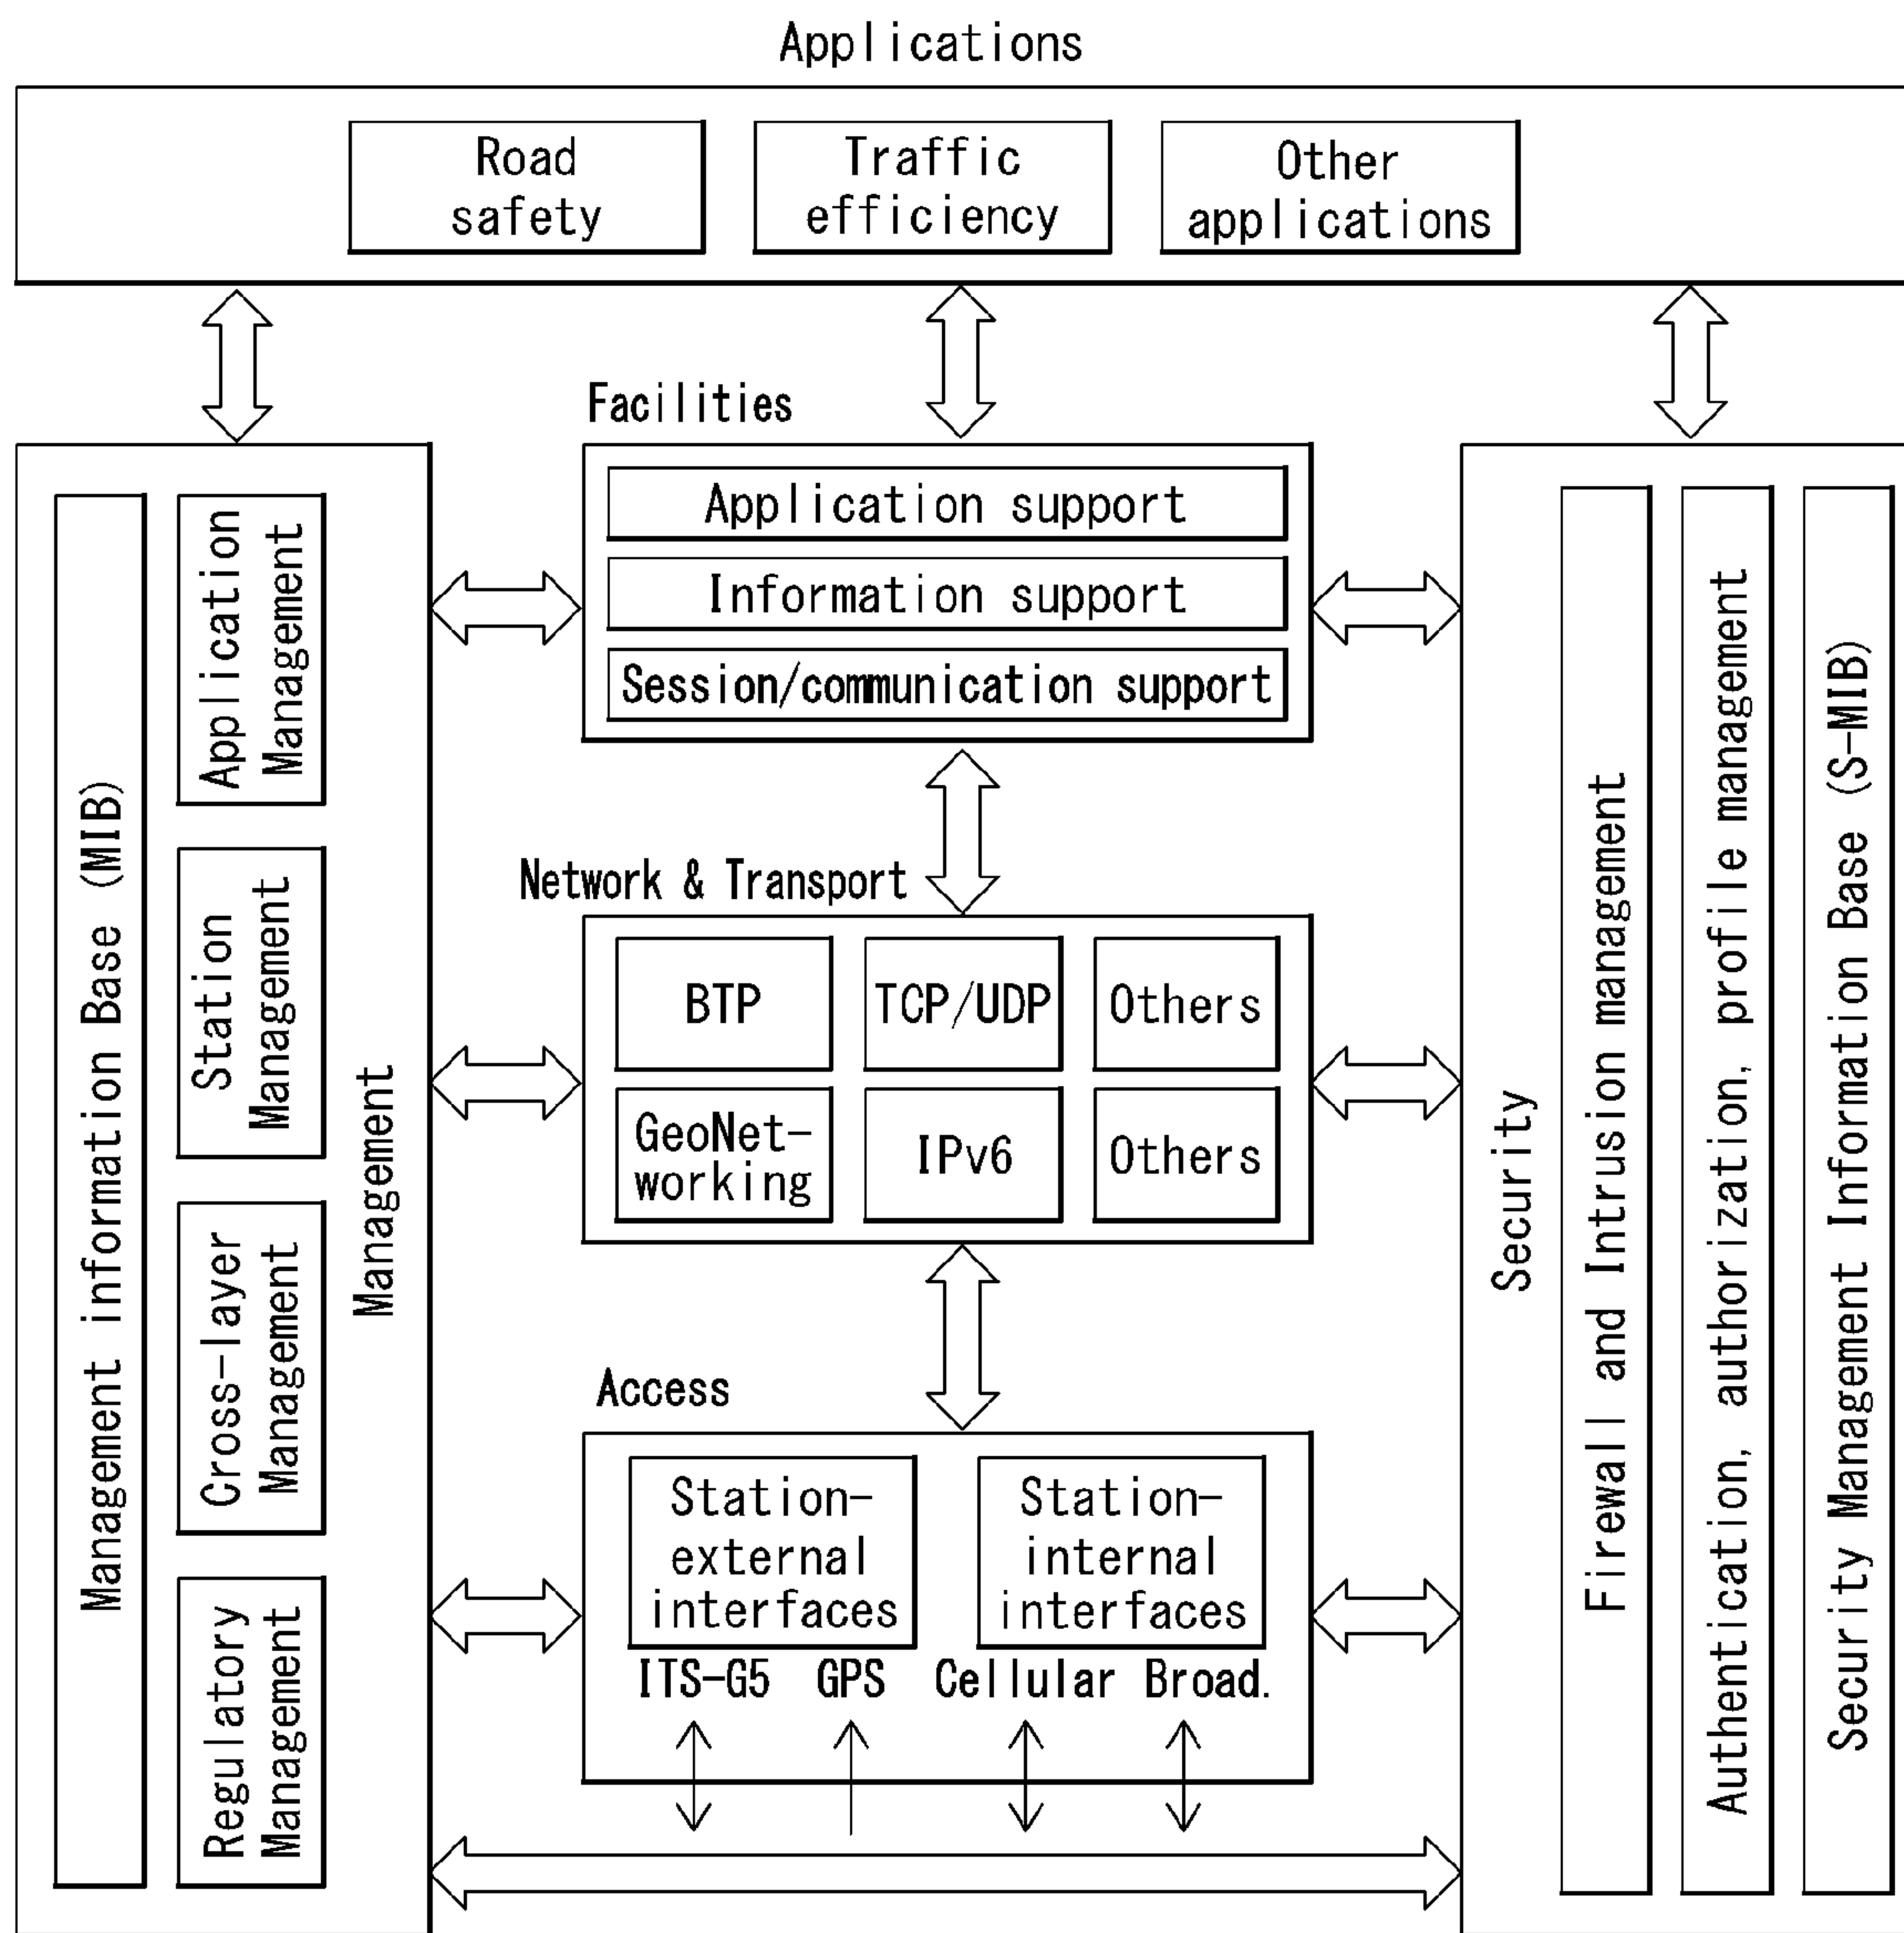 Applications
Road
safety
Traffic
efficiency
Other
applications
Management information Base (MIB)
Application
Management
Station
Management
Cross-layer
Management
Regulatory
Management
Management
Facilities
Application support
Information support
Session/communication support
Network & Transport
BTP
TCP/UDP
Others
GeoNet-
working
IPv6
Others
Access
Station-
external
interfaces
Station-
internal
interfaces
ITS-G5
GPS
Cellular
Broad.
Security
Firewall and Intrusion management
Authentication, authorization, profile management
Security Management Information Base (S-MIB)